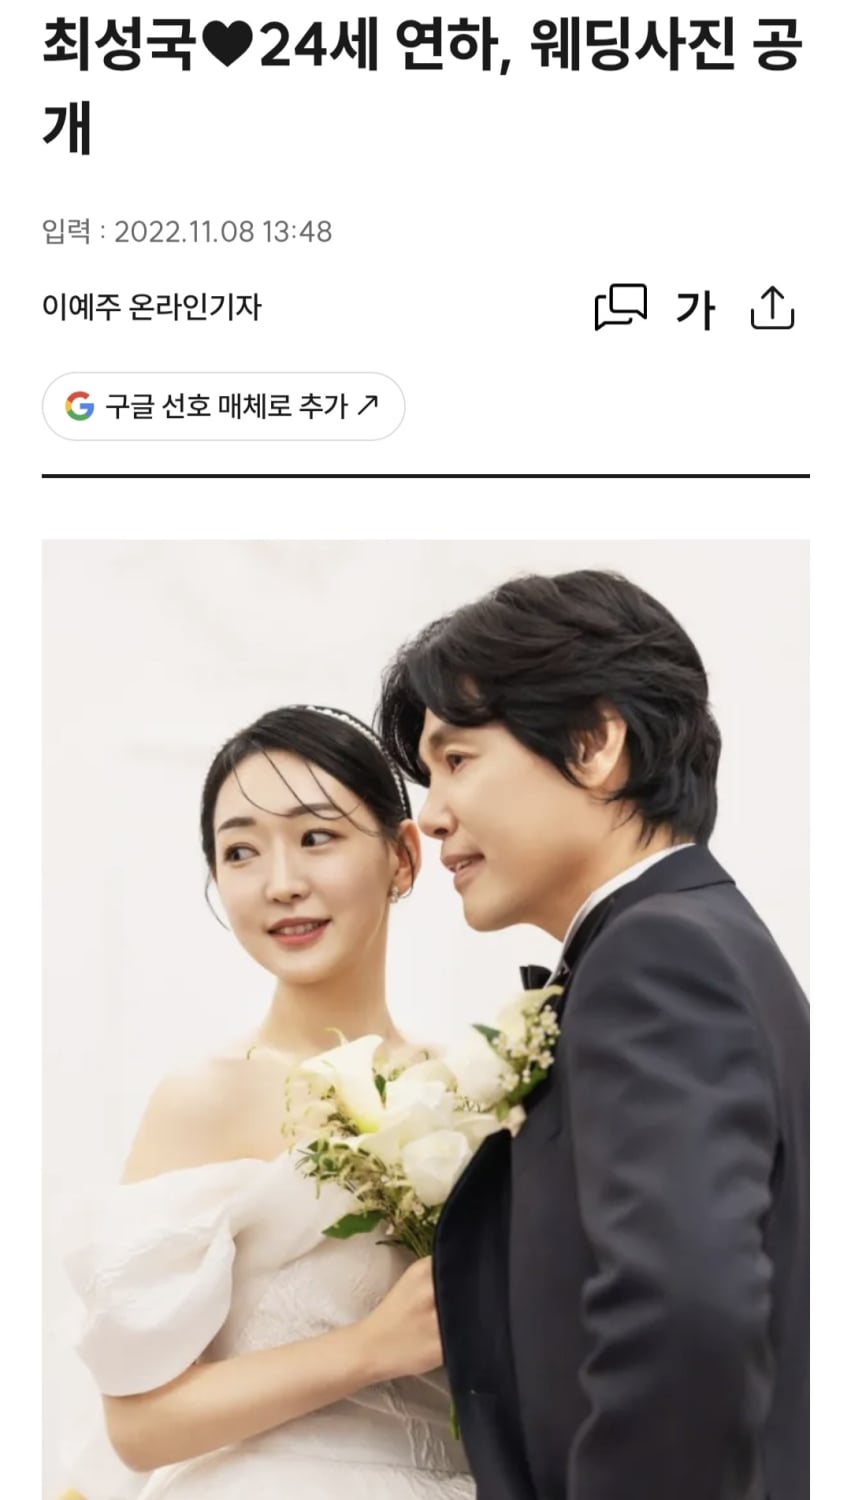 최성국♥24세 연하, 웨딩사진 공
개
입력 : 2022.11.08 13:48
이예주 온라인기자
가
구글 선호 매체로 추가 ↗